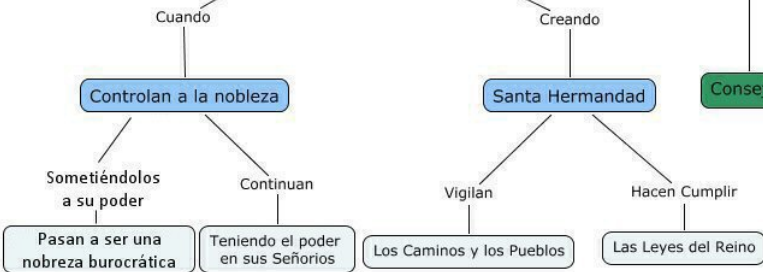 Cuando
Creando
Controlan a la nobleza
Santa Hermandad
Sometiéndolos
a su poder
Continuan
Vigilan
Hacen Cumplir
Pasan a ser una
nobreza burocrática
Teniendo el poder
en sus Señorios
Los Caminos y los Pueblos
Las Leyes del Reino